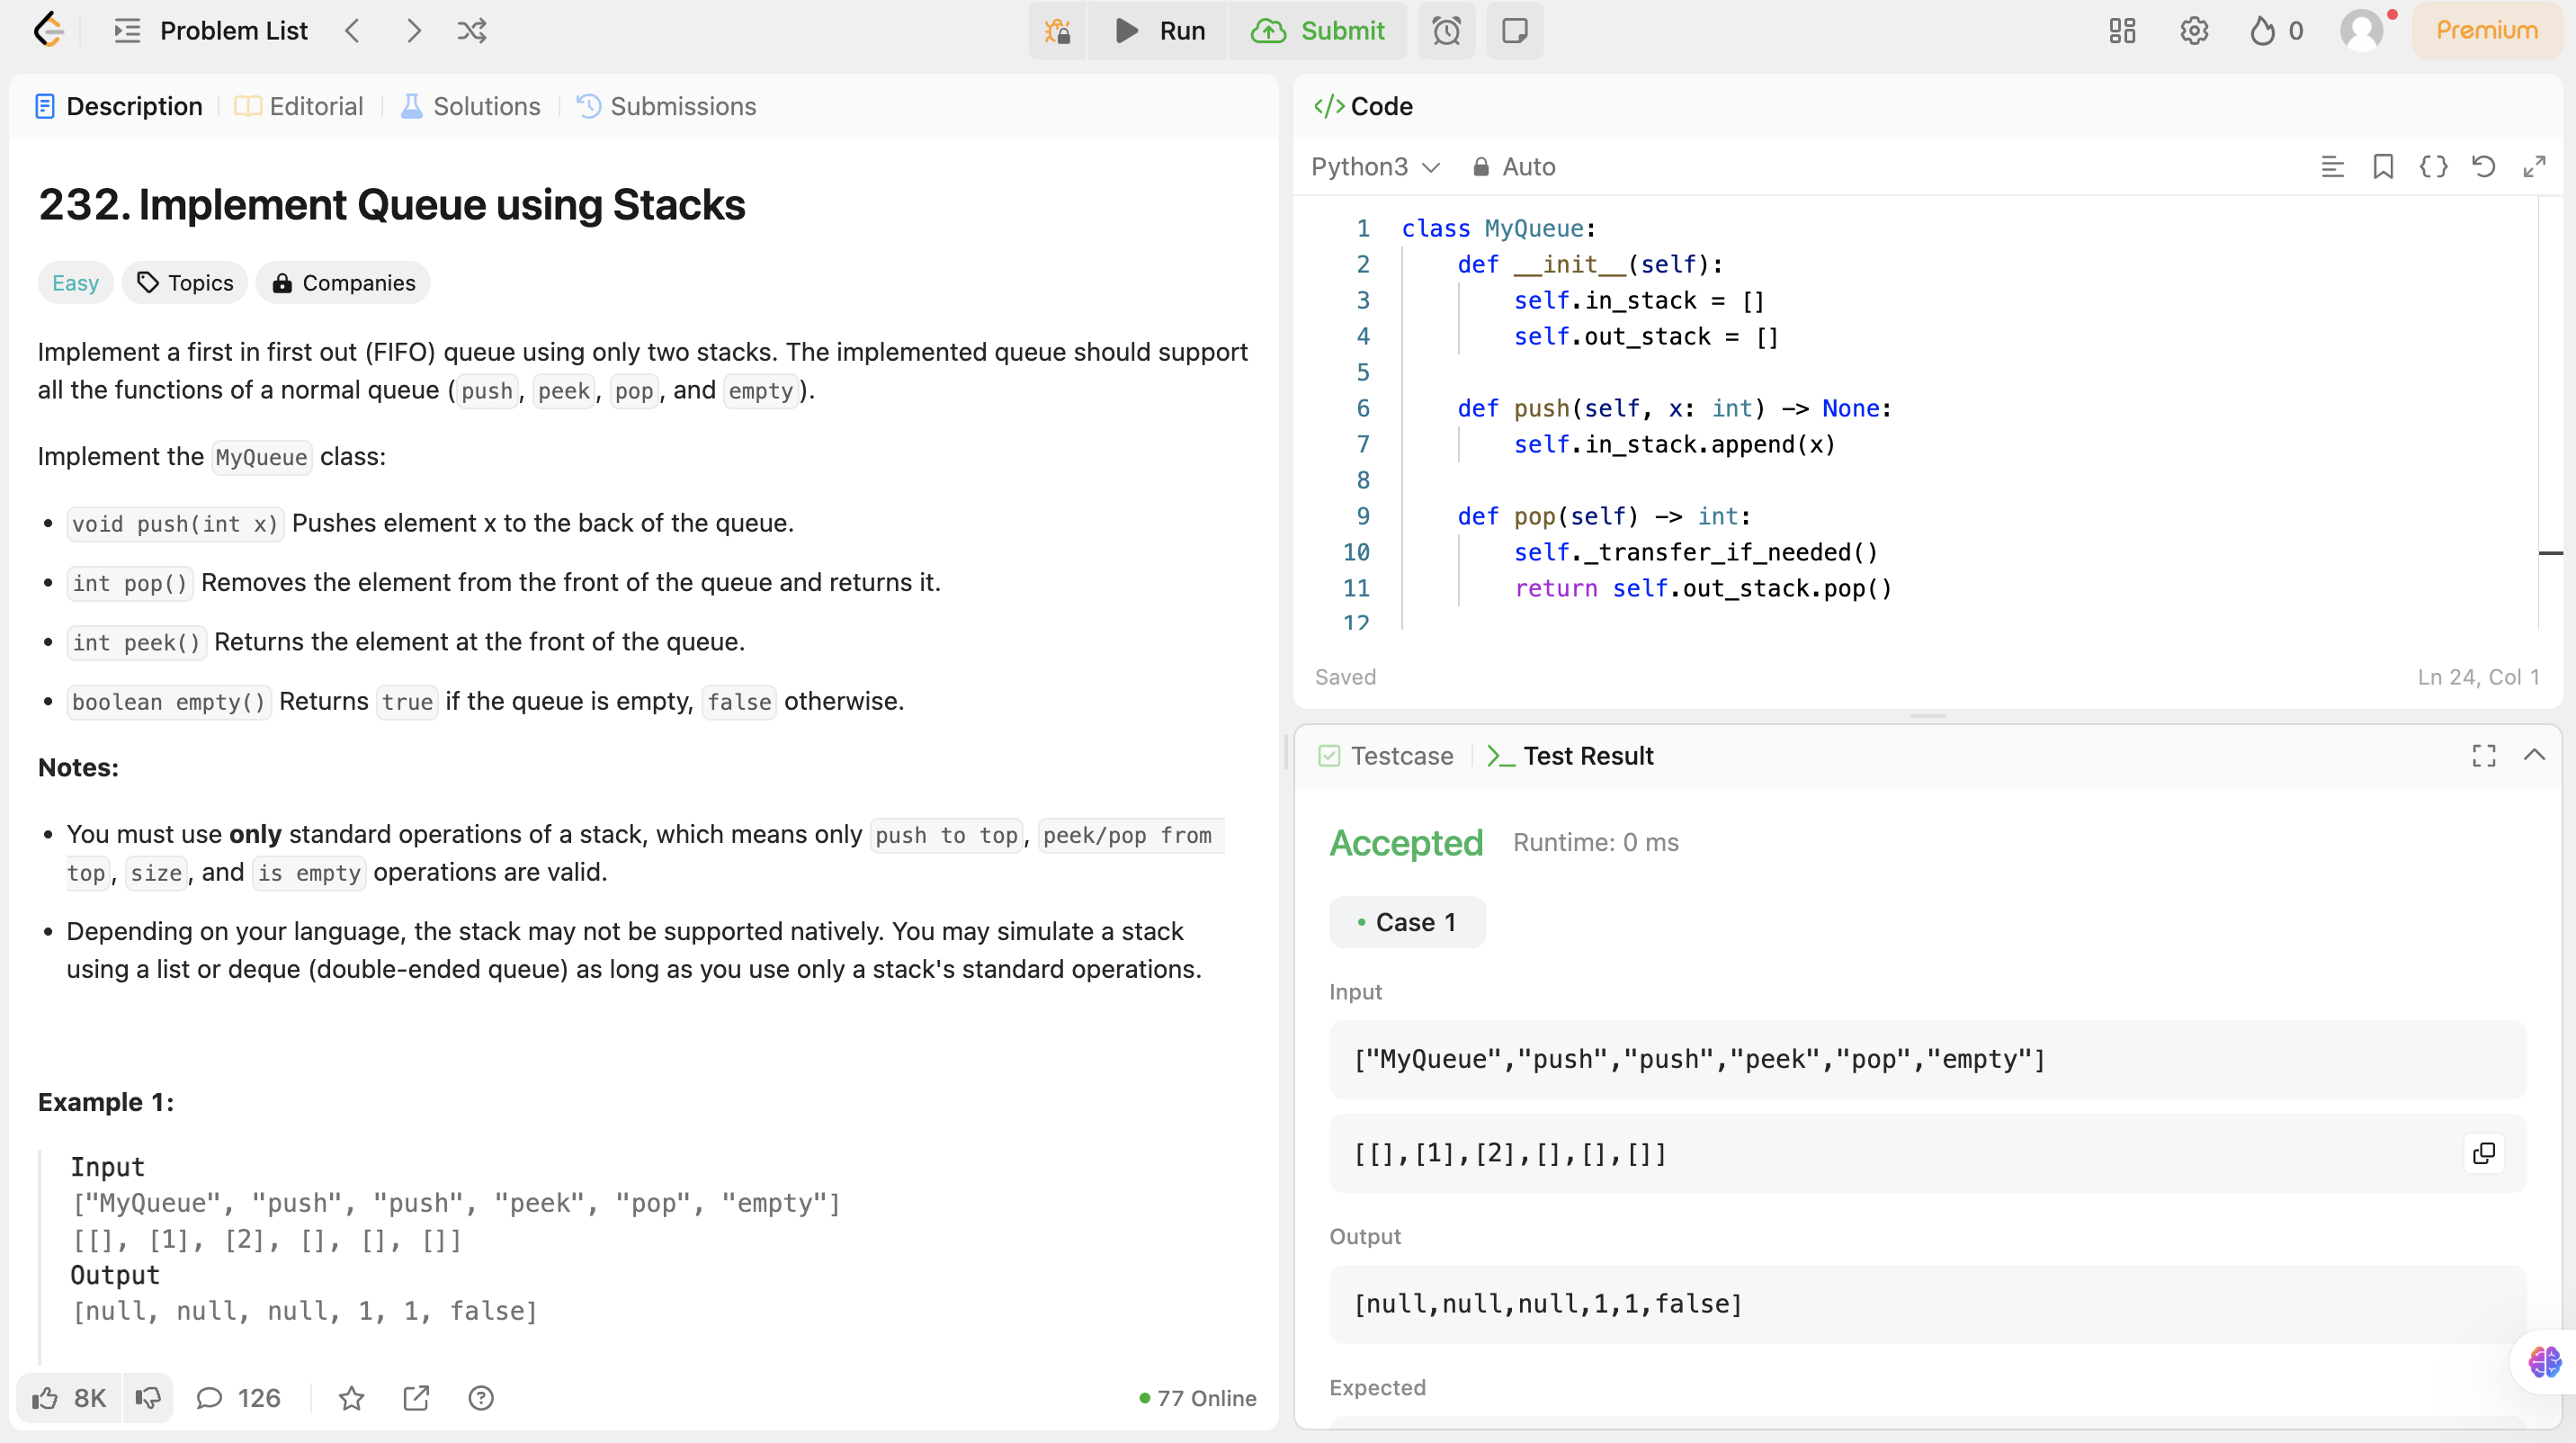 Problem List
Run
Submit
0
Premium
Description
Editorial
Solutions
Submissions
232. Implement Queue using Stacks
Easy
Topics
Companies
Implement a first in first out (FIFO) queue using only two stacks. The implemented queue should support
all the functions of a normal queue (push, peek, pop, and empty).
Implement the MyQueue class:
• void push(int x) Pushes element x to the back of the queue.
• int pop() Removes the element from the front of the queue and returns it.
• int peek() Returns the element at the front of the queue.
• boolean empty() Returns true if the queue is empty, false otherwise.
Notes:
• You must use only standard operations of a stack, which means only push to top, peek/pop from
top, size, and is empty operations are valid.
• Depending on your language, the stack may not be supported natively. You may simulate a stack
using a list or deque (double-ended queue) as long as you use only a stack's standard operations.
Example 1:
Input
["MyQueue", "push", "push", "peek", "pop", "empty"]
[[], [1], [2], [], [], []]
Output
[null, null, null, 1, 1, false]
8K
126
77 Online
</> Code
Python3
Auto
1 class MyQueue:
2     def __init__(self):
3         self.in_stack = []
4         self.out_stack = []
5
6     def push(self, x: int) -> None:
7         self.in_stack.append(x)
8
9     def pop(self) -> int:
10         self._transfer_if_needed()
11         return self.out_stack.pop()
12
Saved
Ln 24, Col 1
Testcase
Test Result
Accepted
Runtime: 0 ms
• Case 1
Input
["MyQueue","push","push","peek","pop","empty"]
[[],[1],[2],[],[],[]]
Output
[null,null,null,1,1,false]
Expected